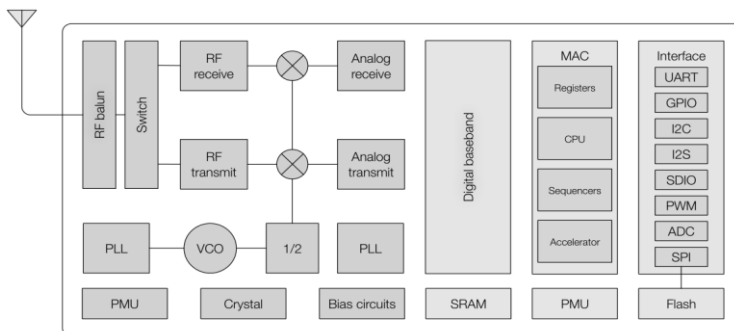 RF balun
Switch
RF
receive
Analog
receive
RF
transmit
Analog
transmit
PLL
VCO
1/2
PLL
PMU
Crystal
Bias circuits
Digital baseband
SRAM
MAC
Registers
CPU
Sequencers
Accelerator
PMU
Interface
UART
GPIO
I2C
I2S
SDIO
PWM
ADC
SPI
Flash